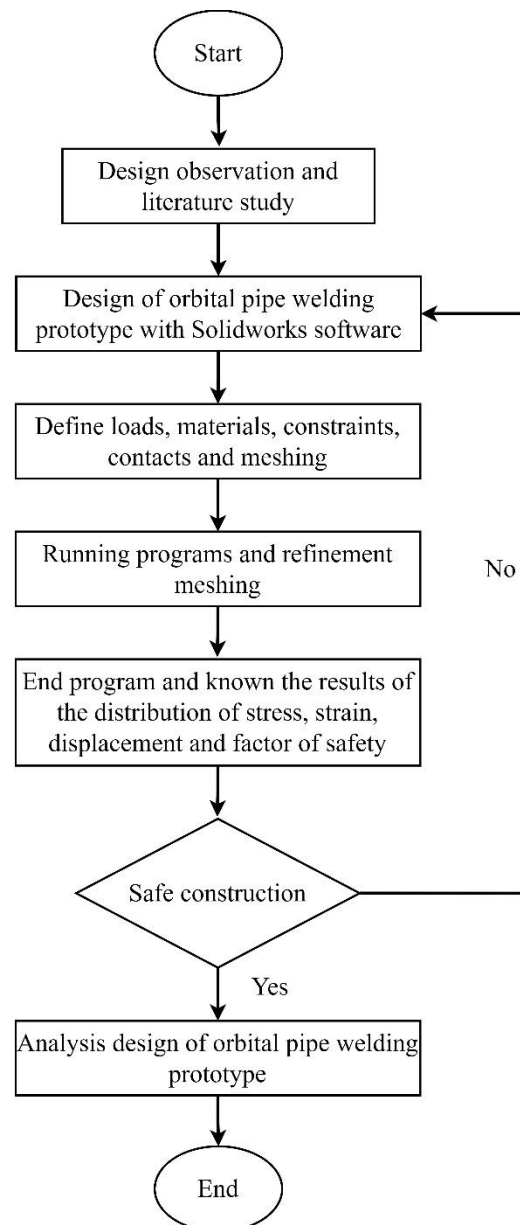 Start
Design observation and
literature study
Design of orbital pipe welding
prototype with Solidworks software
Define loads, materials, constraints,
contacts and meshing
Running programs and refinement
meshing
No
End program and known the results of
the distribution of stress, strain,
displacement and factor of safety
Safe construction
Yes
Analysis design of orbital pipe welding
prototype
End